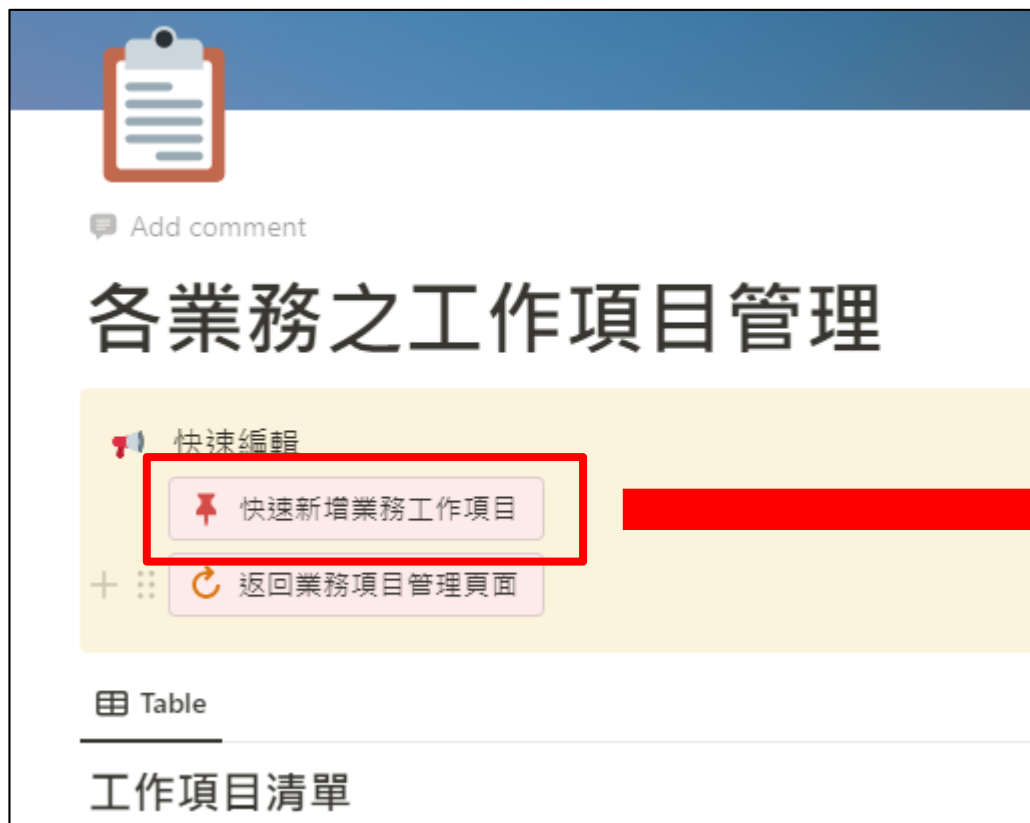 Add comment
各業務之工作項目管理
快速編輯
快速新增業務工作項目
返回業務項目管理頁面
Table
工作項目清單